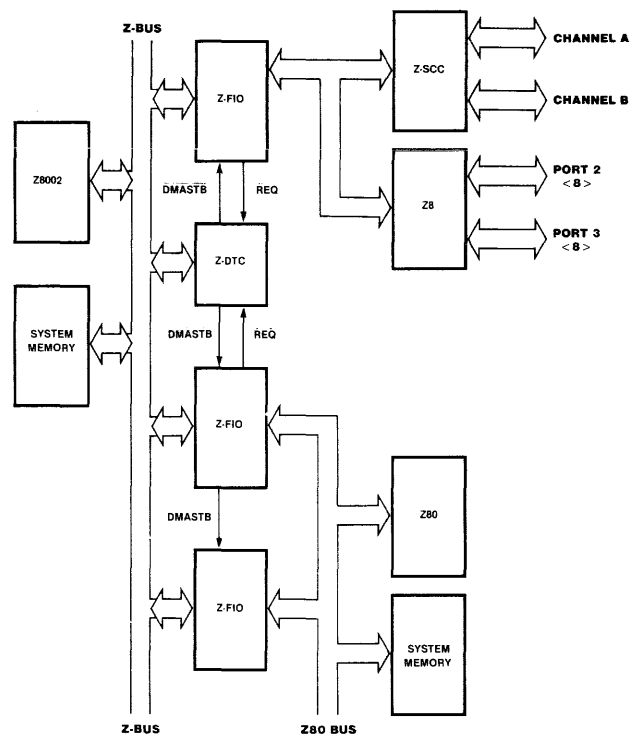 Z-BUS
Z-FIO
Z-SCC
CHANNEL A
CHANNEL B
Z8002
DMASTB
REQ
Z8
PORT 2
<8>
PORT 3
<8>
Z-DTC
SYSTEM
MEMORY
DMASTB
REQ
Z-FIO
Z80
DMASTB
Z-FIO
SYSTEM
MEMORY
Z-BUS
Z80 BUS